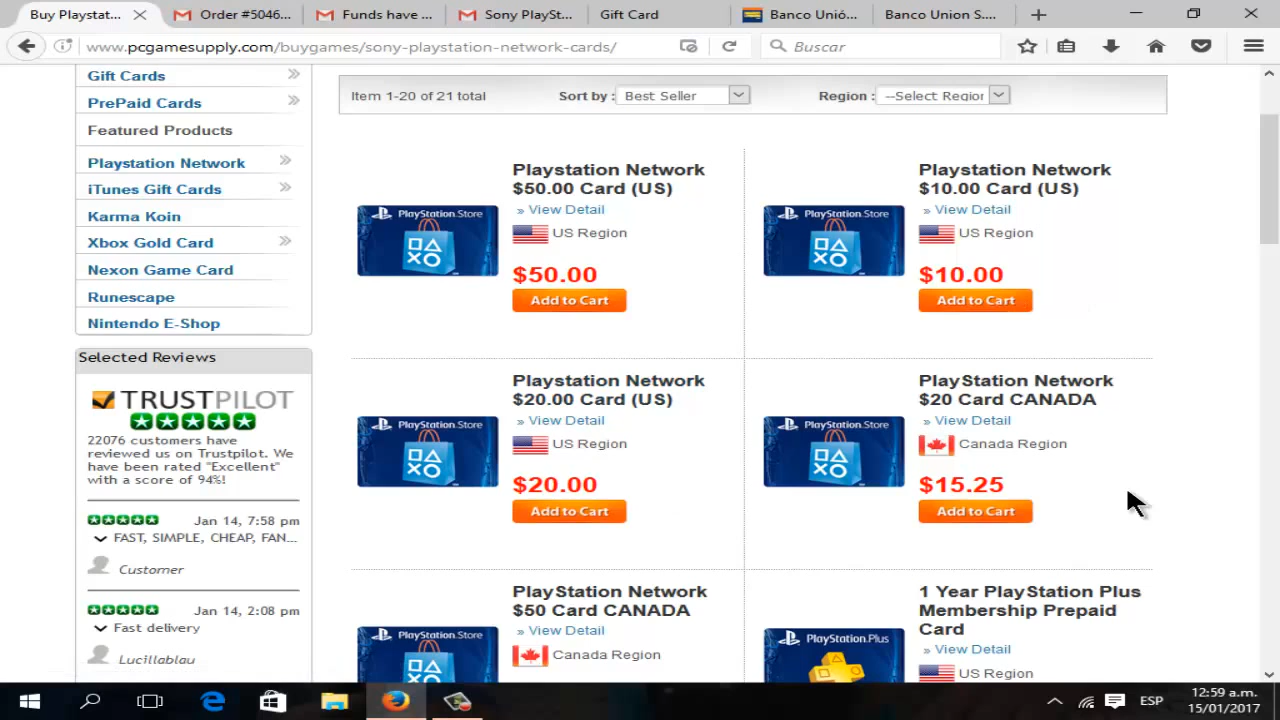 Buy Playstat...
Order #5046...
Funds have ...
Sony PlaySt...
Gift Card
Banco Unió...
Banco Union S....
www.pcgamesupply.com/buygames/sony-playstation-network-cards/
Buscar
Gift Cards
PrePaid Cards
Featured Products
Playstation Network
iTunes Gift Cards
Karma Koin
Xbox Gold Card
Nexon Game Card
Runescape
Nintendo E-Shop
Selected Reviews
TRUSTPILOT
22076 customers have
reviewed us on Trustpilot. We
have been rated "Excellent"
with a score of 94%!
Jan 14, 7:58 pm
FAST, SIMPLE, CHEAP, FAN...
Customer
Jan 14, 2:08 pm
Fast delivery
Lucillablau
Item 1-20 of 21 total
Sort by :
Best Seller
Region :
--Select Region
Playstation Network
$50.00 Card (US)
» View Detail
US Region
PlayStation.Store
$50.00
Add to Cart
Playstation Network
$10.00 Card (US)
» View Detail
US Region
PlayStation.Store
$10.00
Add to Cart
Playstation Network
$20.00 Card (US)
» View Detail
US Region
PlayStation.Store
$20.00
Add to Cart
PlayStation Network
$20 Card CANADA
» View Detail
Canada Region
PlayStation.Store
$15.25
Add to Cart
PlayStation Network
$50 Card CANADA
» View Detail
Canada Region
PlayStation.Store
1 Year PlayStation Plus
Membership Prepaid
Card
» View Detail
US Region
PlayStation.Plus
ESP
12:59 a.m.
15/01/2017